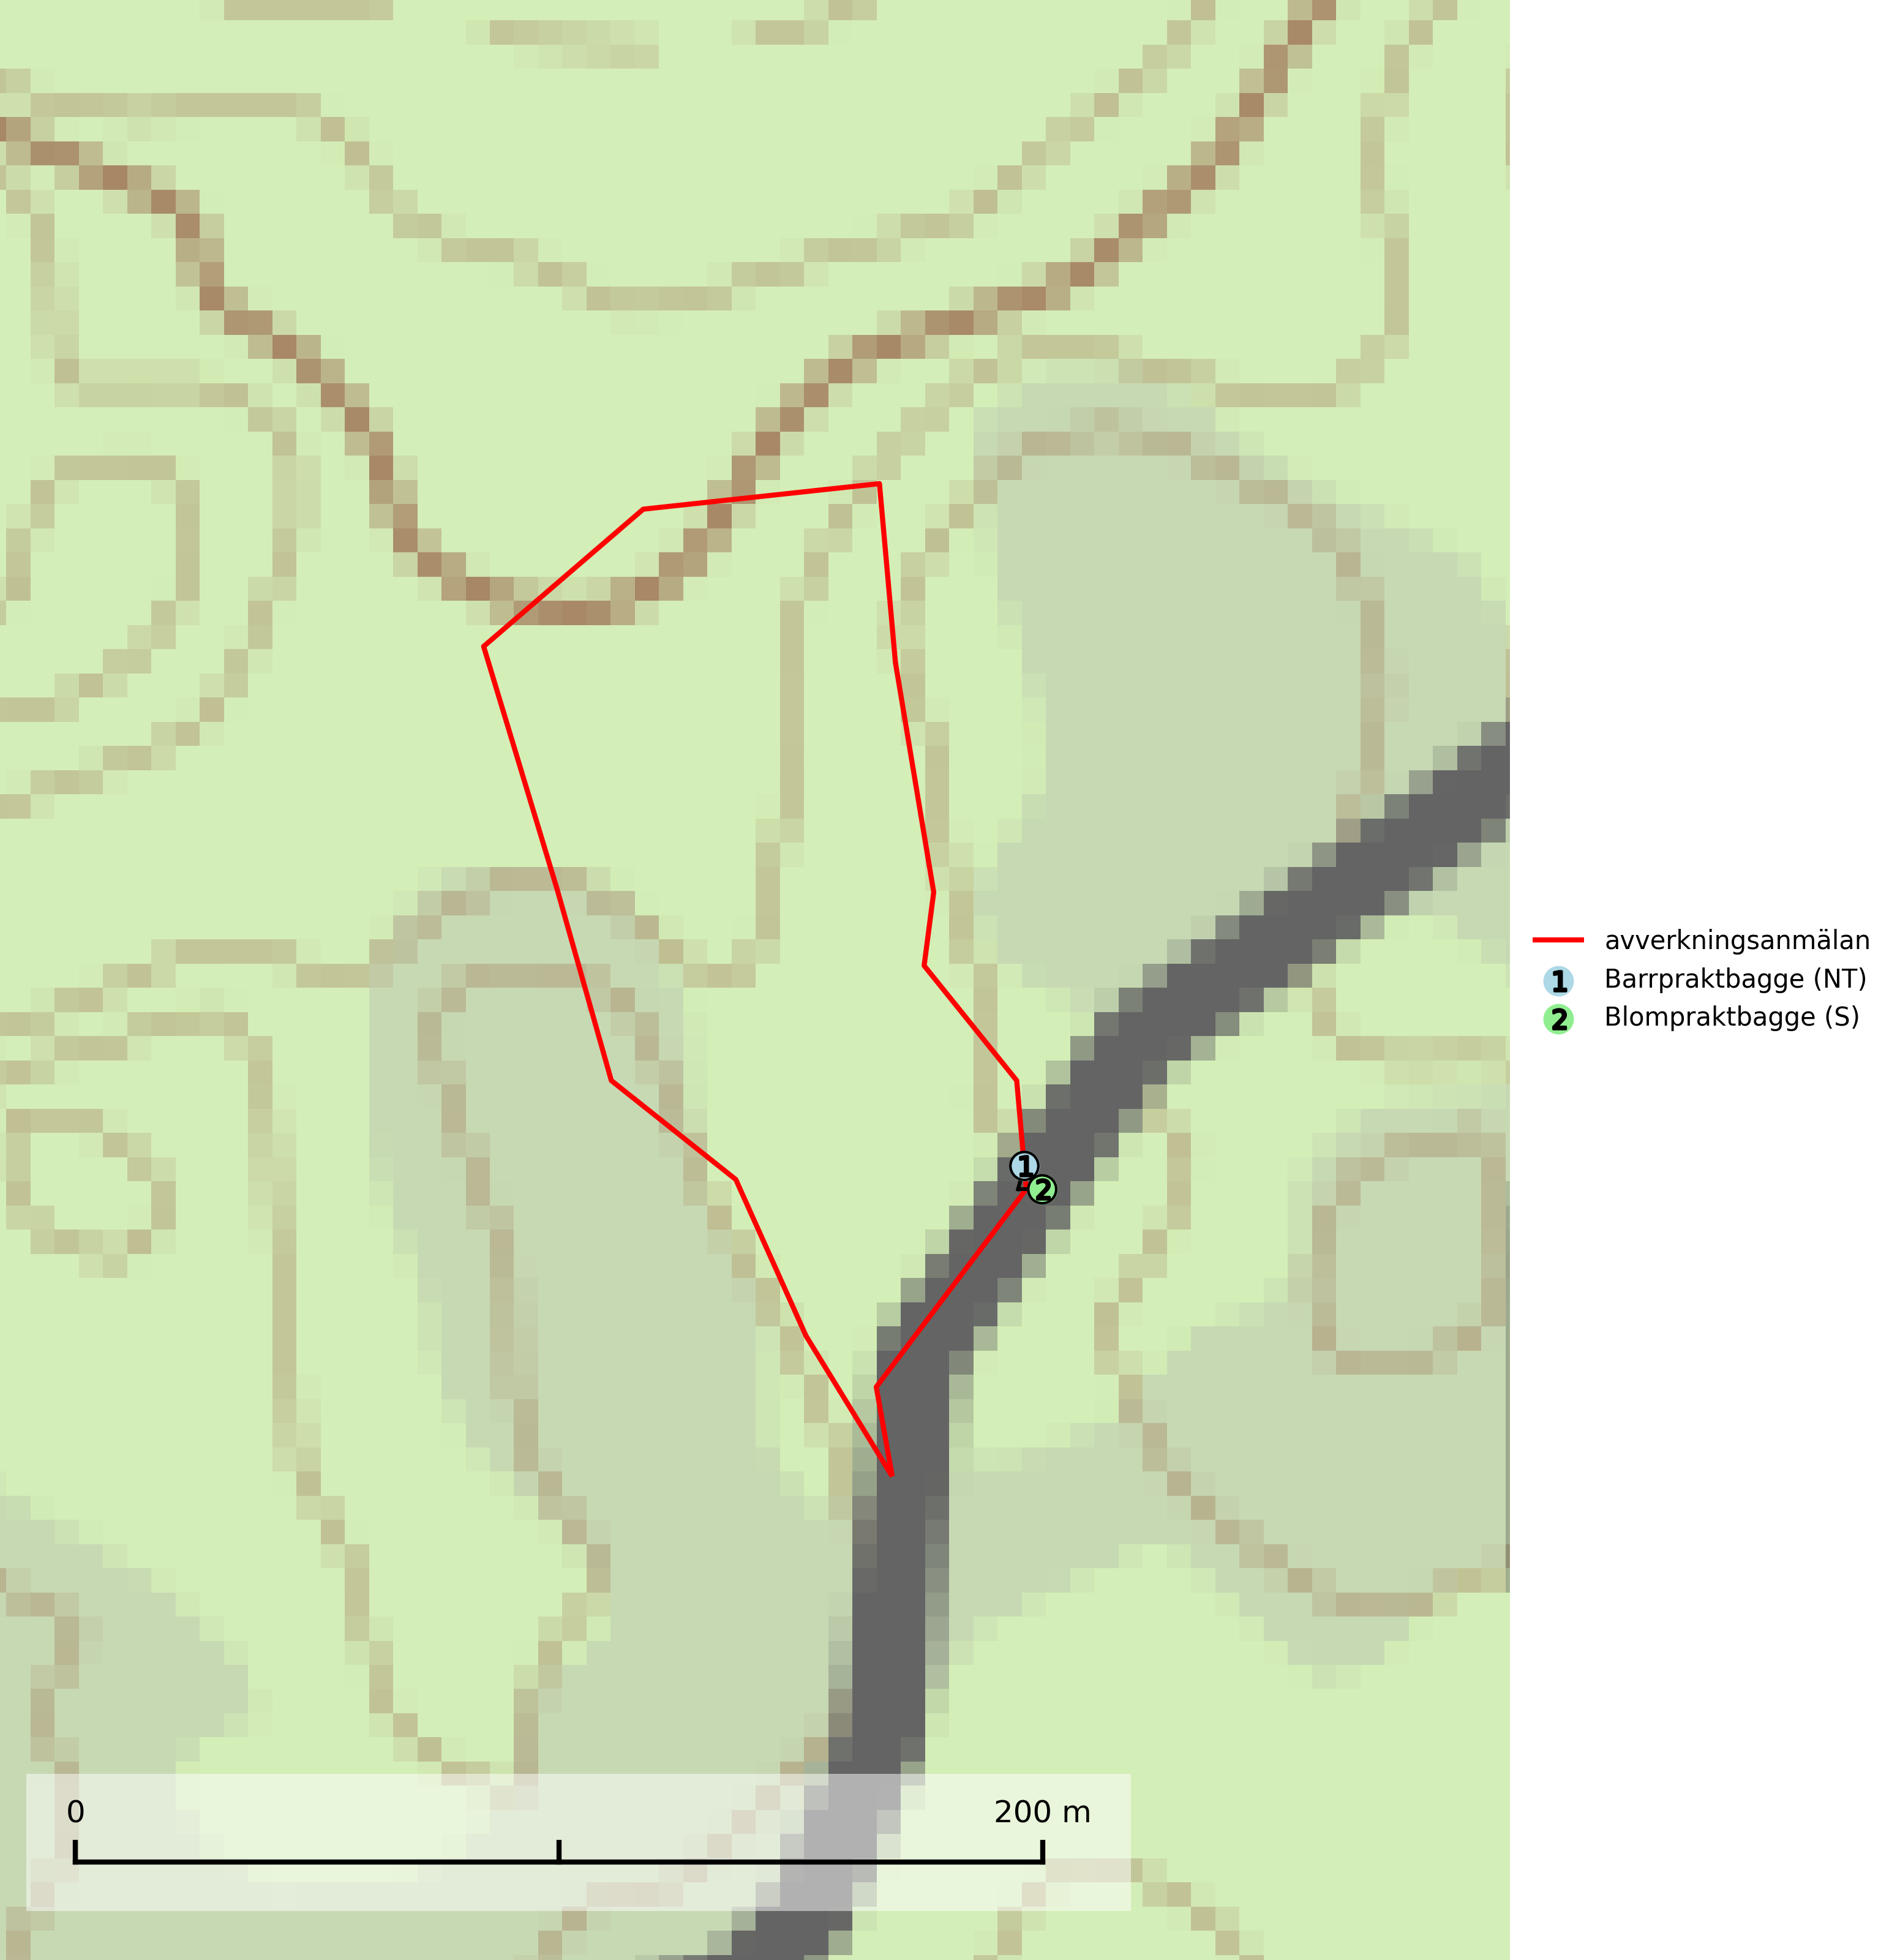 avverkningsanmälan
1 Barrpraktbagge (NT)
2 Blompraktbagge (S)
1
2
0 200 m